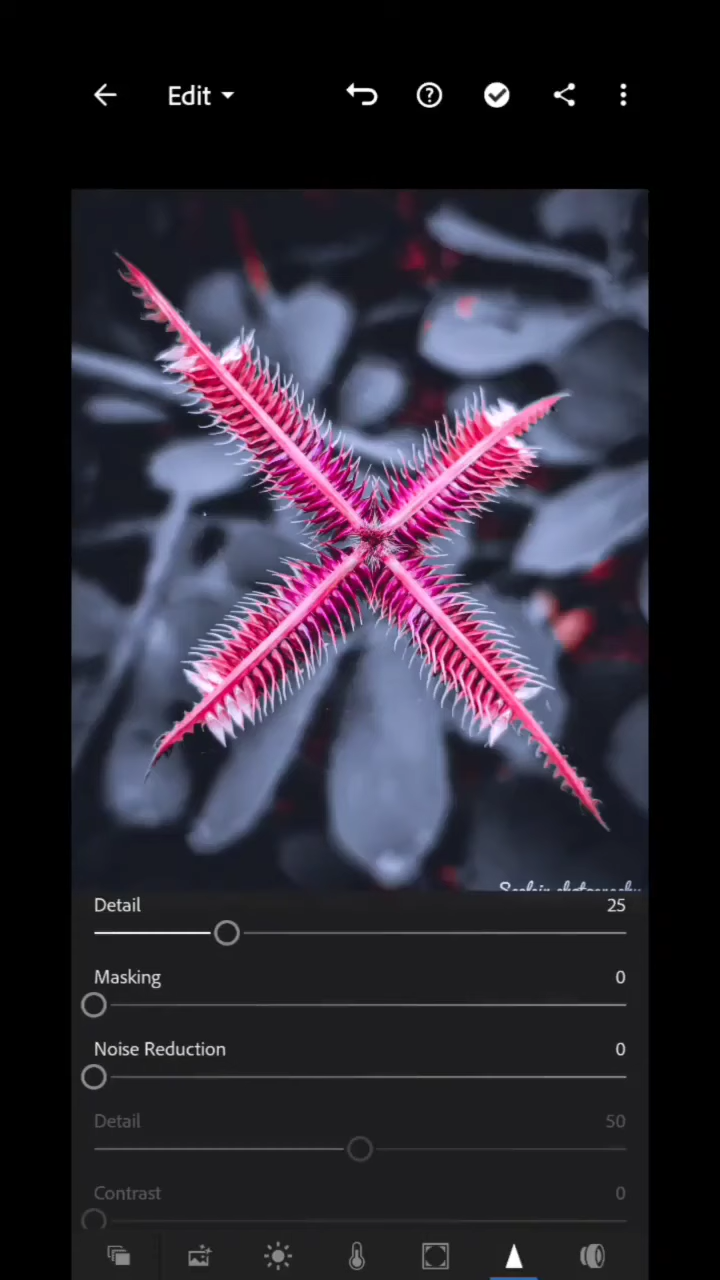 Edit
Detail 25
Masking 0
Noise Reduction 0
Detail 50
Contrast 0